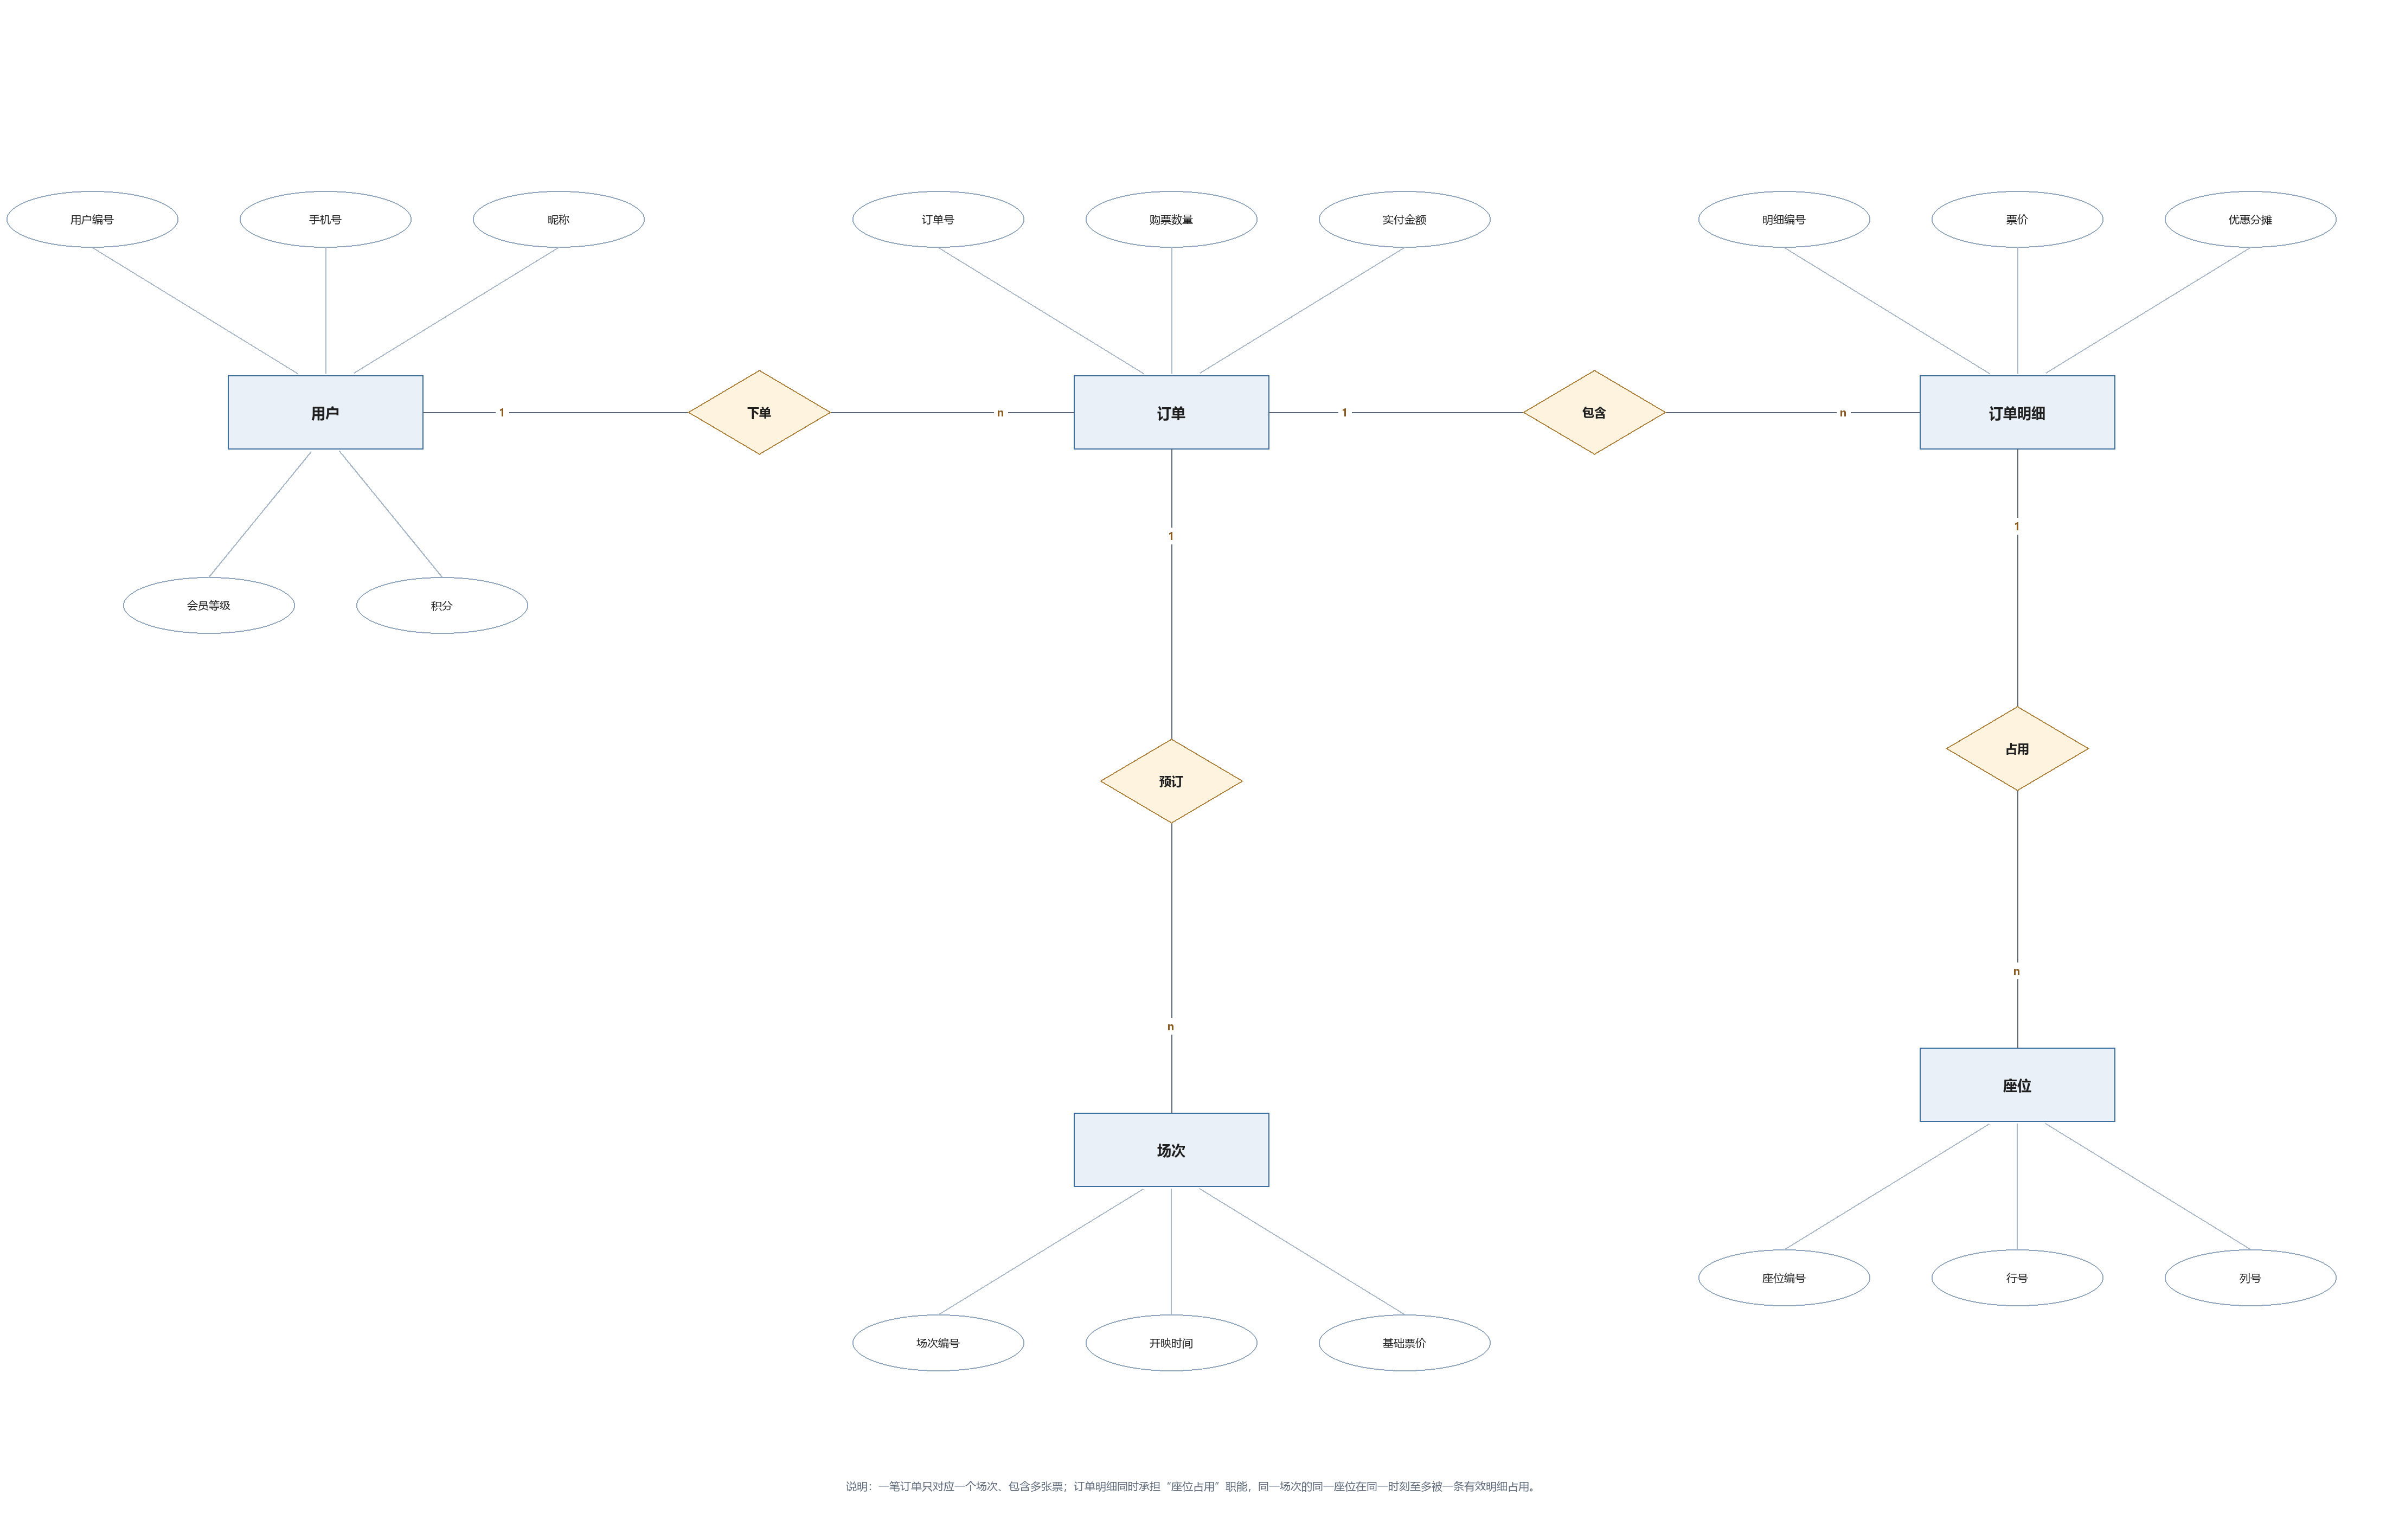 用户编号
手机号
昵称
订单号
购票数量
实付金额
明细编号
票价
优惠分摊
用户
1
下单
n
订单
1
包含
n
订单明细
1
1
会员等级
积分
占用
预订
n
n
座位
场次
座位编号
行号
列号
场次编号
开映时间
基础票价
说明：一笔订单只对应一个场次、包含多张票；订单明细同时承担“座位占用”职能，同一场次的同一座位在同一时刻至多被一条有效明细占用。